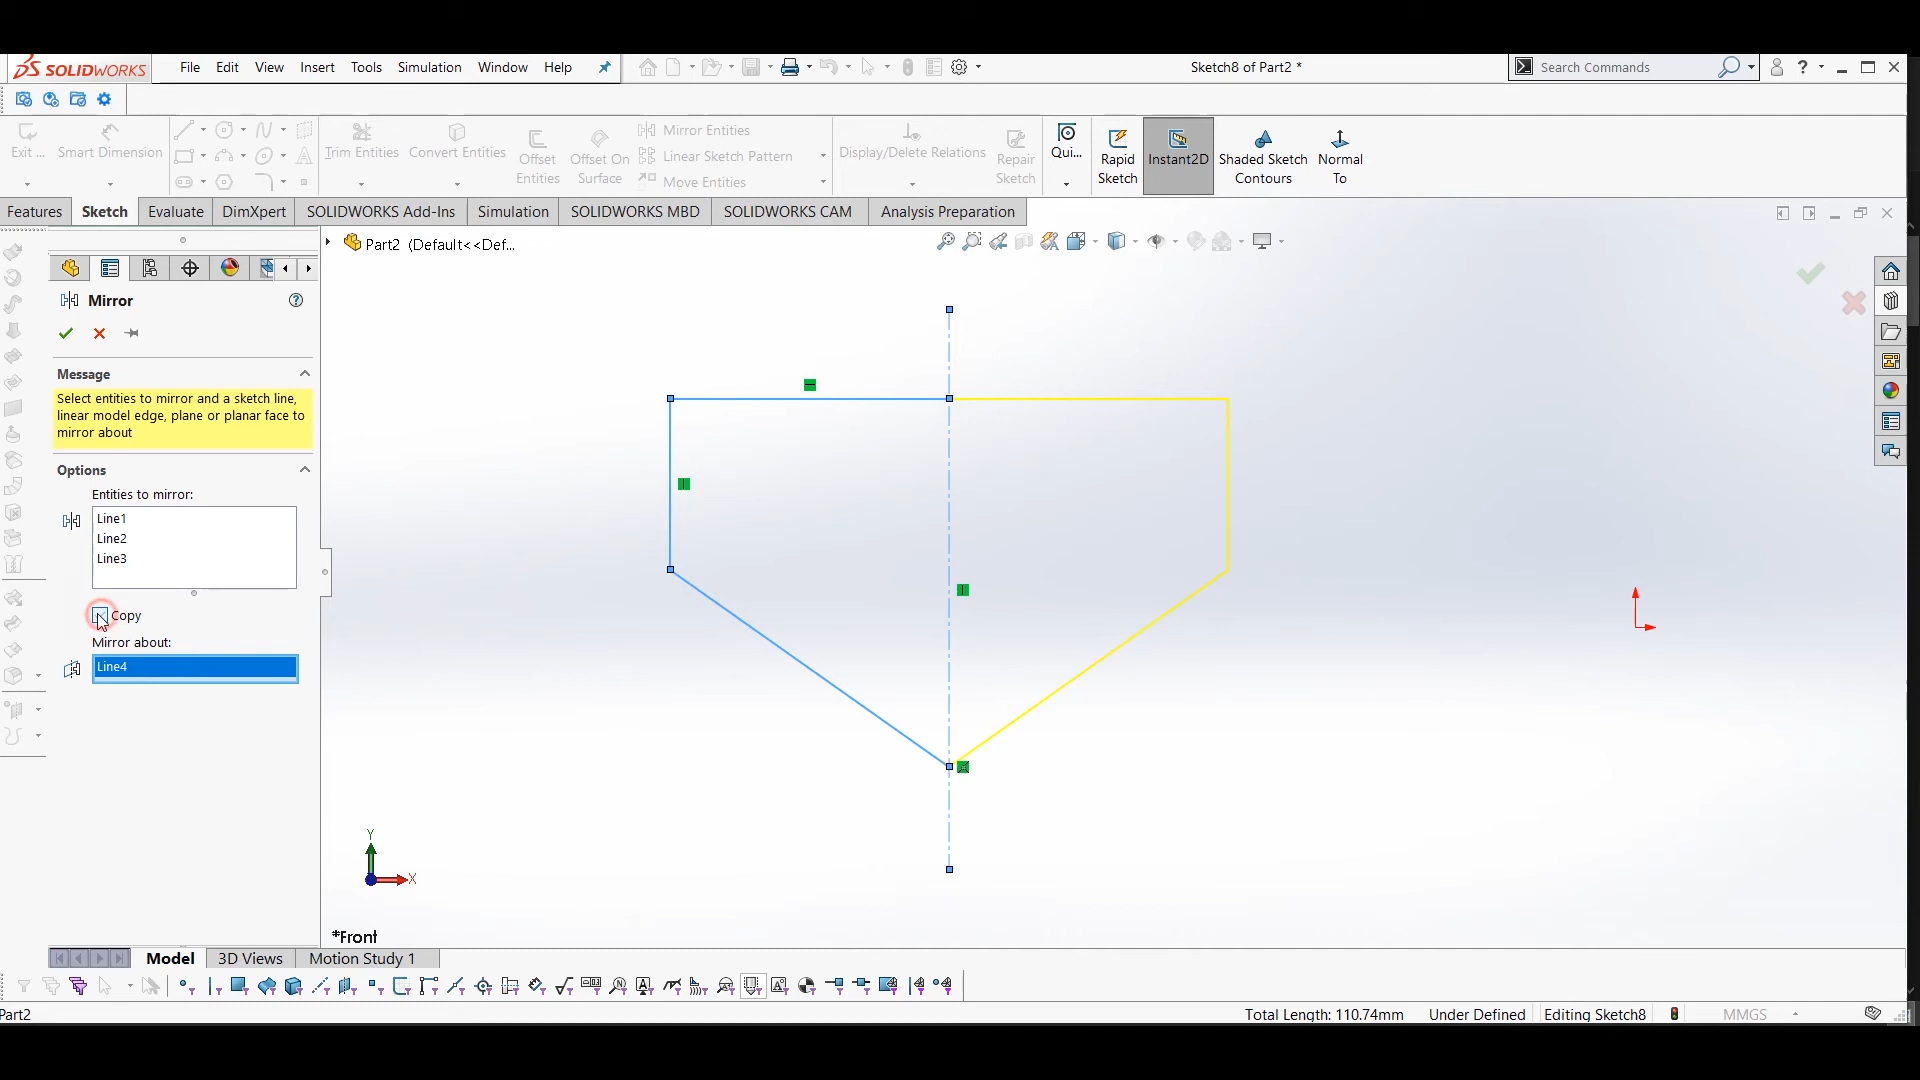 SOLIDWORKS File Edit View Insert Tools Simulation Window Help Sketch8 of Part2 * Search Commands ?
Exit ... Smart Dimension Trim Entities Convert Entities Offset Entities Offset On Surface Mirror Entities
Linear Sketch Pattern
Move Entities
Display/Delete Relations Repair Sketch Qui... Rapid Sketch Instant2D Shaded Sketch Contours Normal To
Features Sketch Evaluate DimXpert SOLIDWORKS Add-Ins Simulation SOLIDWORKS MBD SOLIDWORKS CAM Analysis Preparation
Part2 (Default<<Def...
Mirror
Message
Select entities to mirror and a sketch line,
linear model edge, plane or planar face to
mirror about
Options
Entities to mirror:
Line1
Line2
Line3
Copy
Mirror about:
Line4
Y
X
*Front
Model 3D Views Motion Study 1
Part2 Total Length: 110.74mm Under Defined Editing Sketch8 MMGS